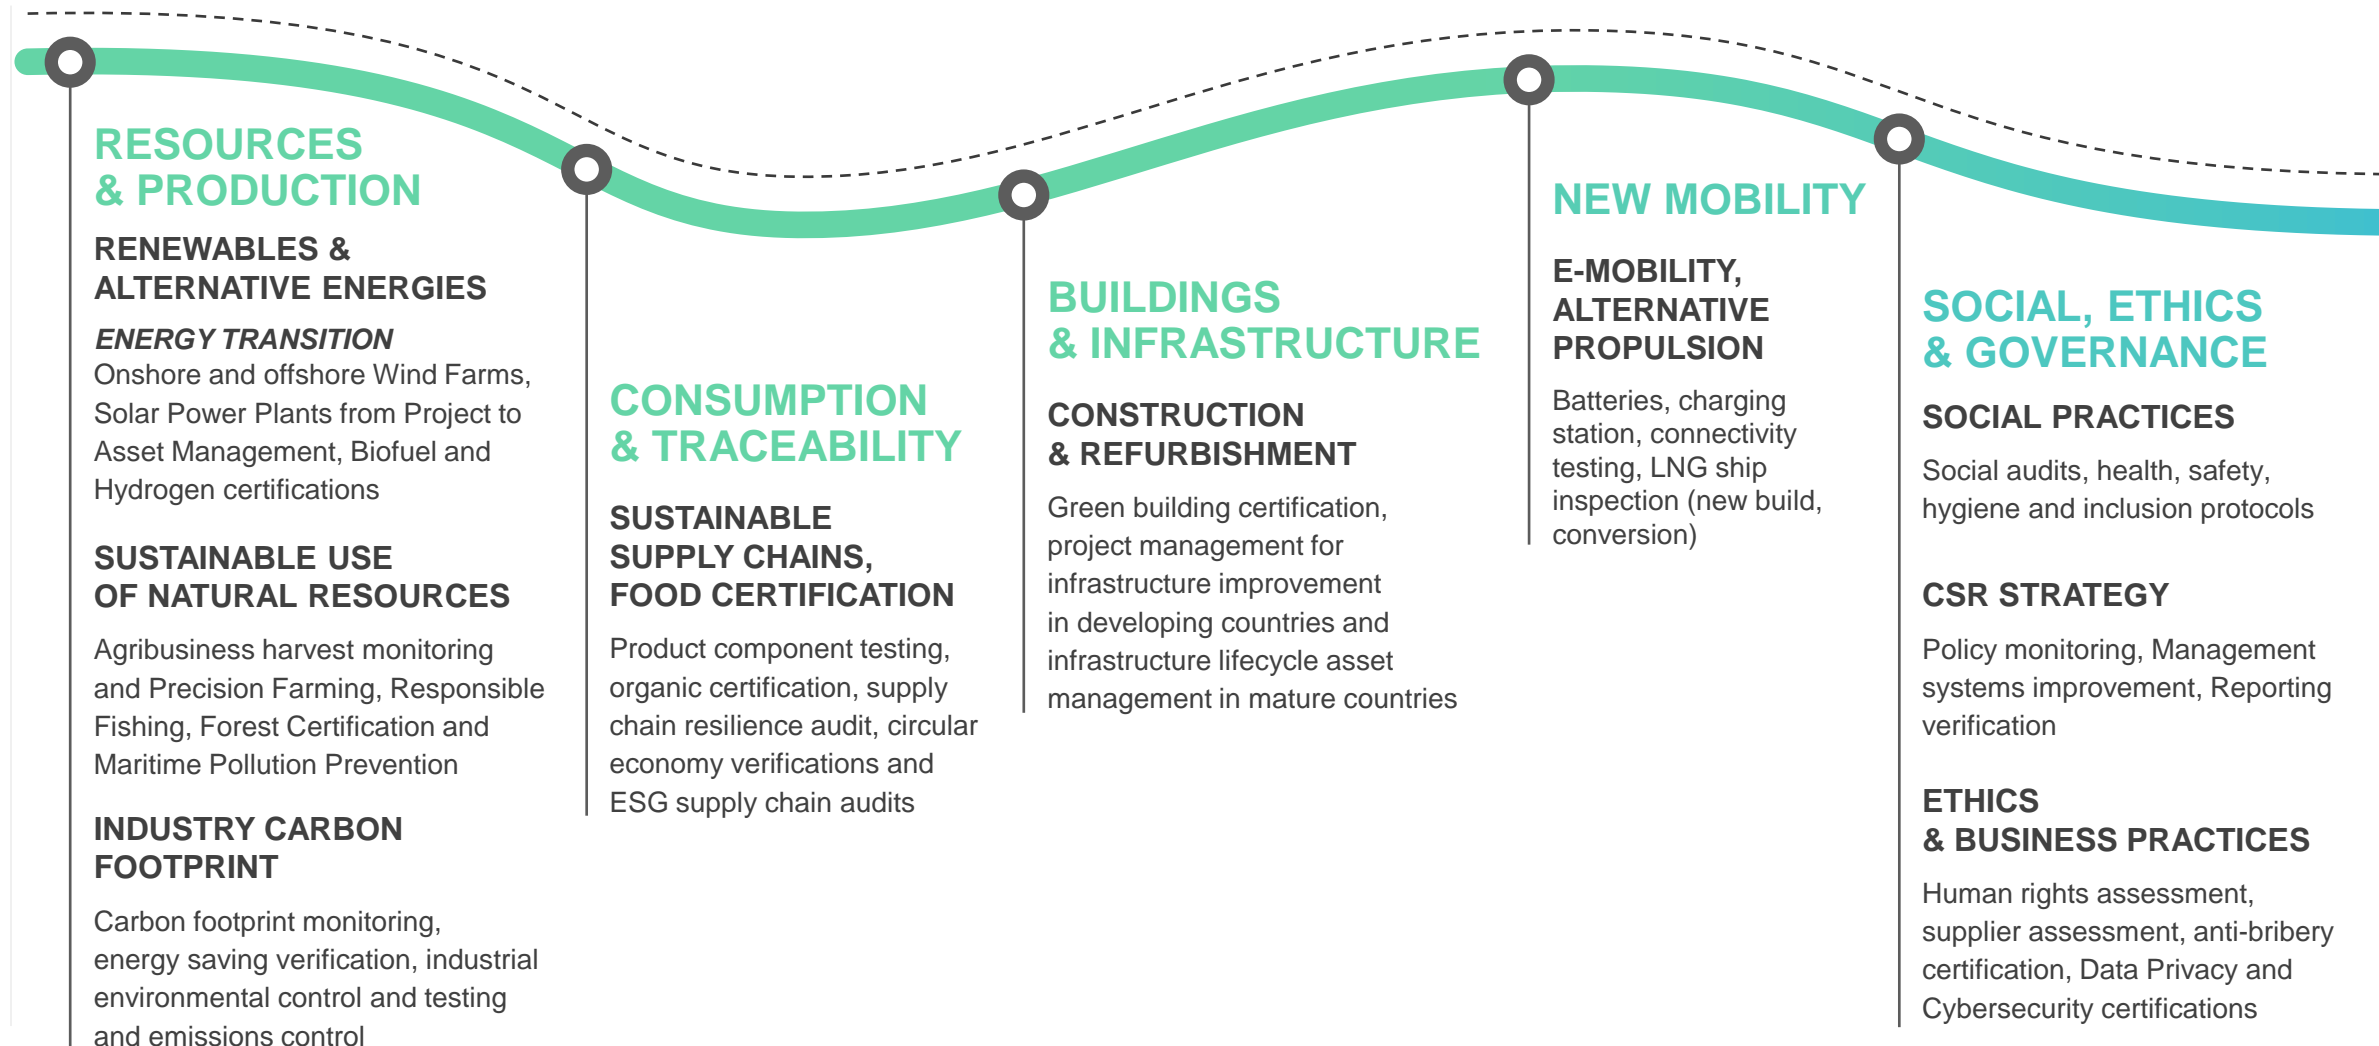 RESOURCES
& PRODUCTION
RENEWABLES &
ALTERNATIVE ENERGIES
ENERGY TRANSITION
Onshore and offshore Wind Farms,
Solar Power Plants from Project to
Asset Management, Biofuel and
Hydrogen certifications
SUSTAINABLE USE
OF NATURAL RESOURCES
Agribusiness harvest monitoring
and Precision Farming, Responsible
Fishing, Forest Certification and
Maritime Pollution Prevention
INDUSTRY CARBON
FOOTPRINT
Carbon footprint monitoring,
energy saving verification, industrial
environmental control and testing
and emissions control
CONSUMPTION
& TRACEABILITY
SUSTAINABLE
SUPPLY CHAINS,
FOOD CERTIFICATION
Product component testing,
organic certification, supply
chain resilience audit, circular
economy verifications and
ESG supply chain audits
BUILDINGS
& INFRASTRUCTURE
CONSTRUCTION
& REFURBISHMENT
Green building certification,
project management for
infrastructure improvement
in developing countries and
infrastructure lifecycle asset
management in mature countries
NEW MOBILITY
E-MOBILITY,
ALTERNATIVE
PROPULSION
Batteries, charging
station, connectivity
testing, LNG ship
inspection (new build,
conversion)
SOCIAL, ETHICS
& GOVERNANCE
SOCIAL PRACTICES
Social audits, health, safety,
hygiene and inclusion protocols
CSR STRATEGY
Policy monitoring, Management
systems improvement, Reporting
verification
ETHICS
& BUSINESS PRACTICES
Human rights assessment,
supplier assessment, anti-bribery
certification, Data Privacy and
Cybersecurity certifications